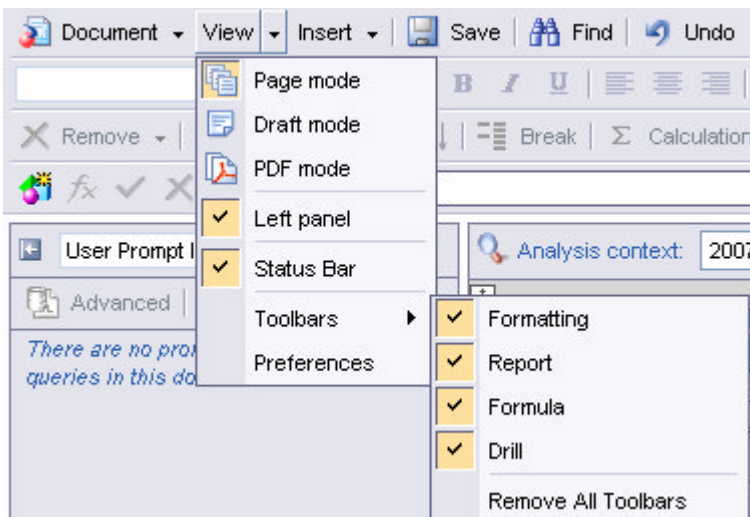 Document View Insert Save Find Undo
Page mode B I U
Draft mode
Remove Break Σ Calculation
PDF mode
fx
Left panel
User Prompt I Analysis context: 2007
Status Bar
Advanced
Toolbars Formatting
There are no pro
Preferences Report
queries in this do
Formula
Drill
Remove All Toolbars